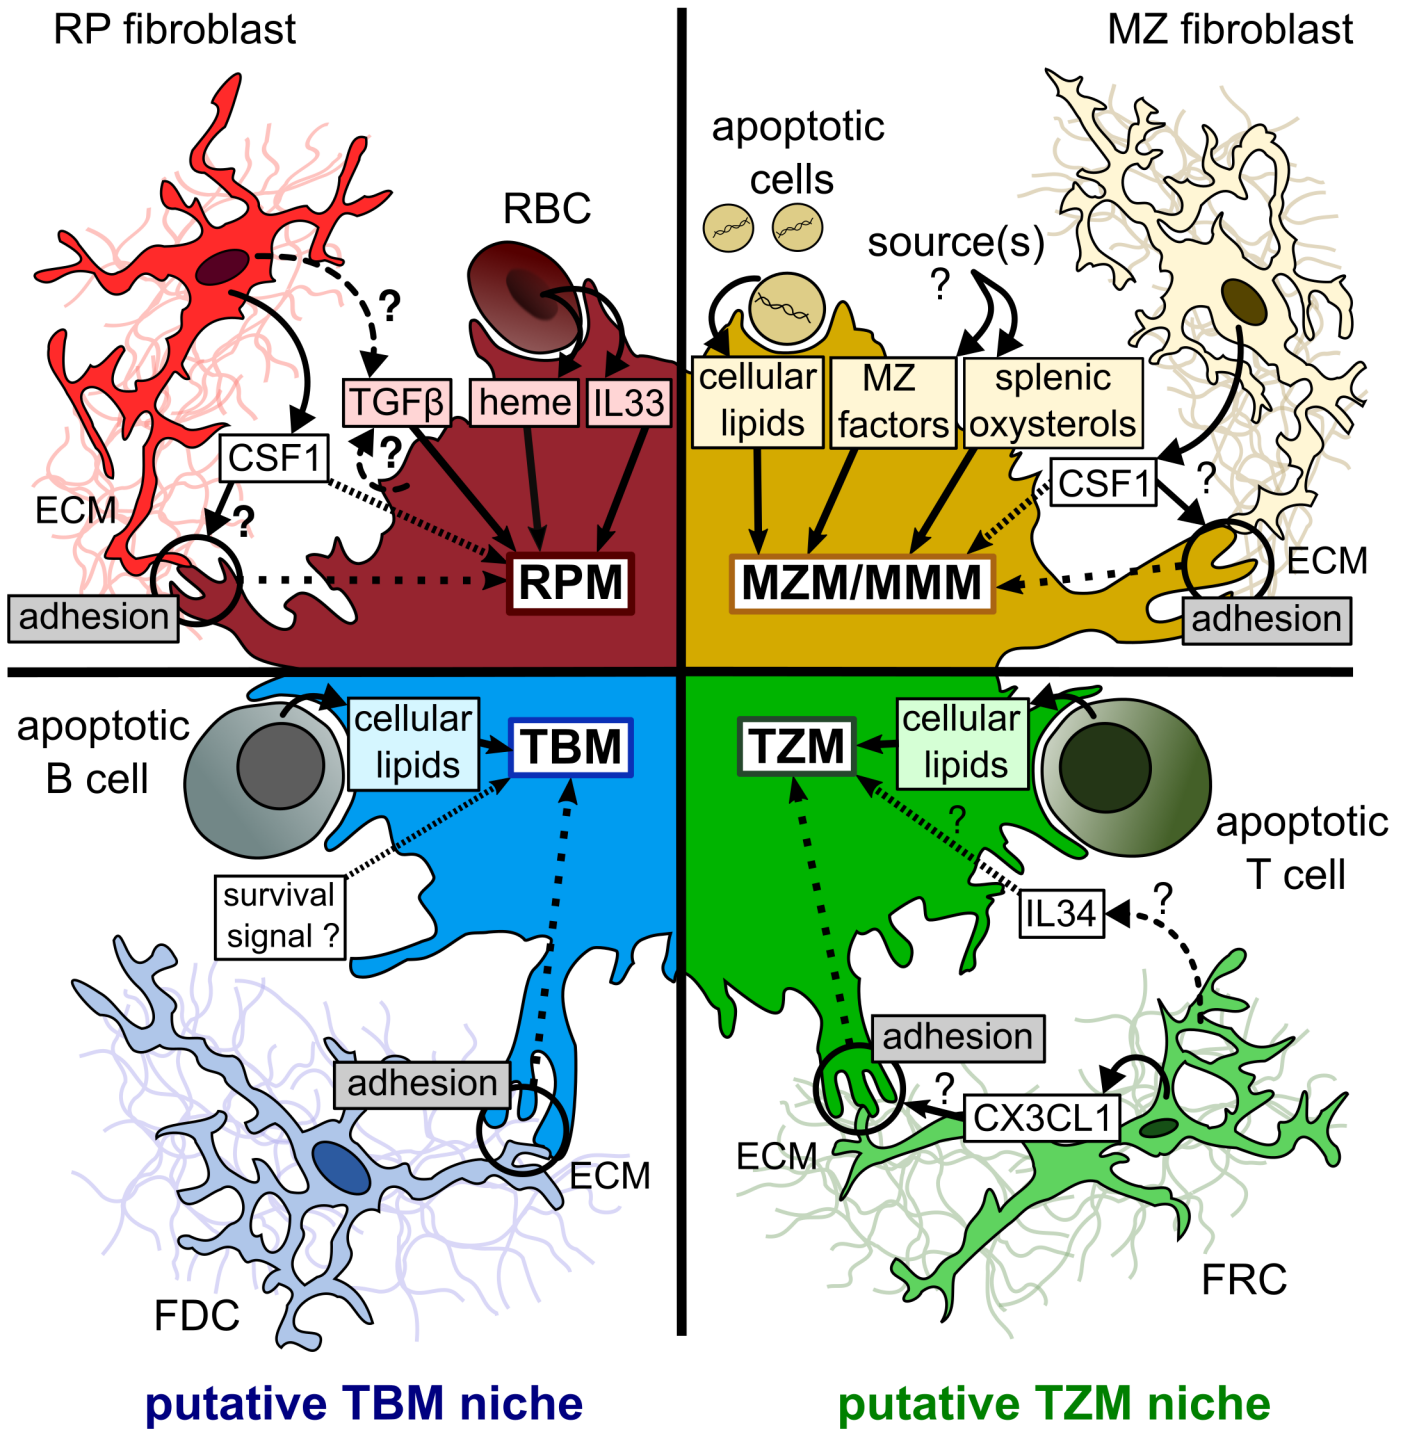 RP fibroblast
MZ fibroblast
apoptotic
cells
RBC
source(s)
?
?
TGFβ
heme
IL33
cellular
lipids
MZ
factors
splenic
oxysterols
?
CSF1
CSF1
?
ECM
?
RPM
MZM/MMM
ECM
adhesion
adhesion
apoptotic
B cell
cellular
lipids
TBM
TZM
cellular
lipids
apoptotic
T cell
?
survival
signal ?
IL34
?
adhesion
adhesion
?
CX3CL1
ECM
ECM
FDC
FRC
putative TBM niche
putative TZM niche